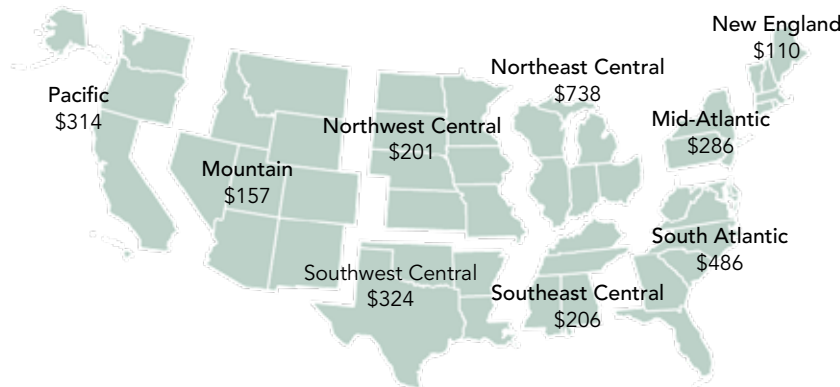 New England
$110
Northeast Central
$738
Pacific
$314
Northwest Central
$201
Mid-Atlantic
$286
Mountain
$157
South Atlantic
$486
Southwest Central
$324
Southeast Central
$206